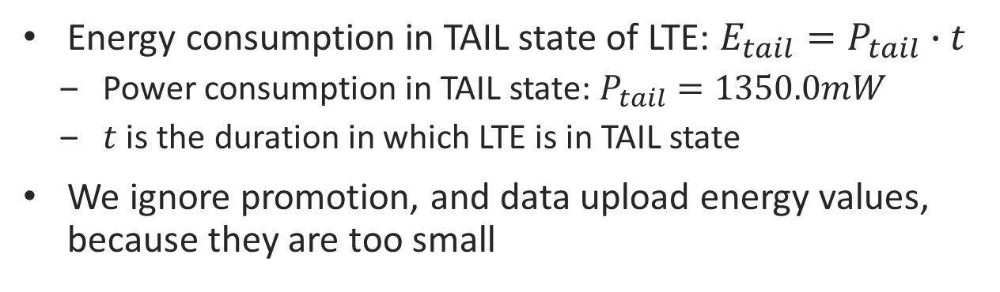 • Energy consumption in TAIL state of LTE: $E_{tail} = P_{tail} \cdot t$
– Power consumption in TAIL state: $P_{tail} = 1350.0mW$
– $t$ is the duration in which LTE is in TAIL state
• We ignore promotion, and data upload energy values,
because they are too small